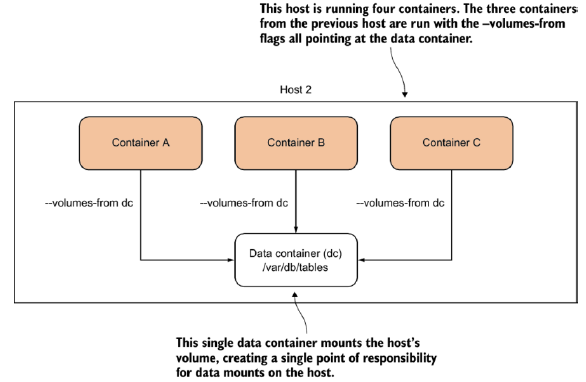 This host is running four containers. The three containers
from the previous host are run with the –volumes-from
flags all pointing at the data container.
Host 2
Container A
Container B
Container C
--volumes-from dc
--volumes-from dc
--volumes-from dc
Data container (dc)
/var/db/tables
This single data container mounts the host's
volume, creating a single point of responsibility
for data mounts on the host.